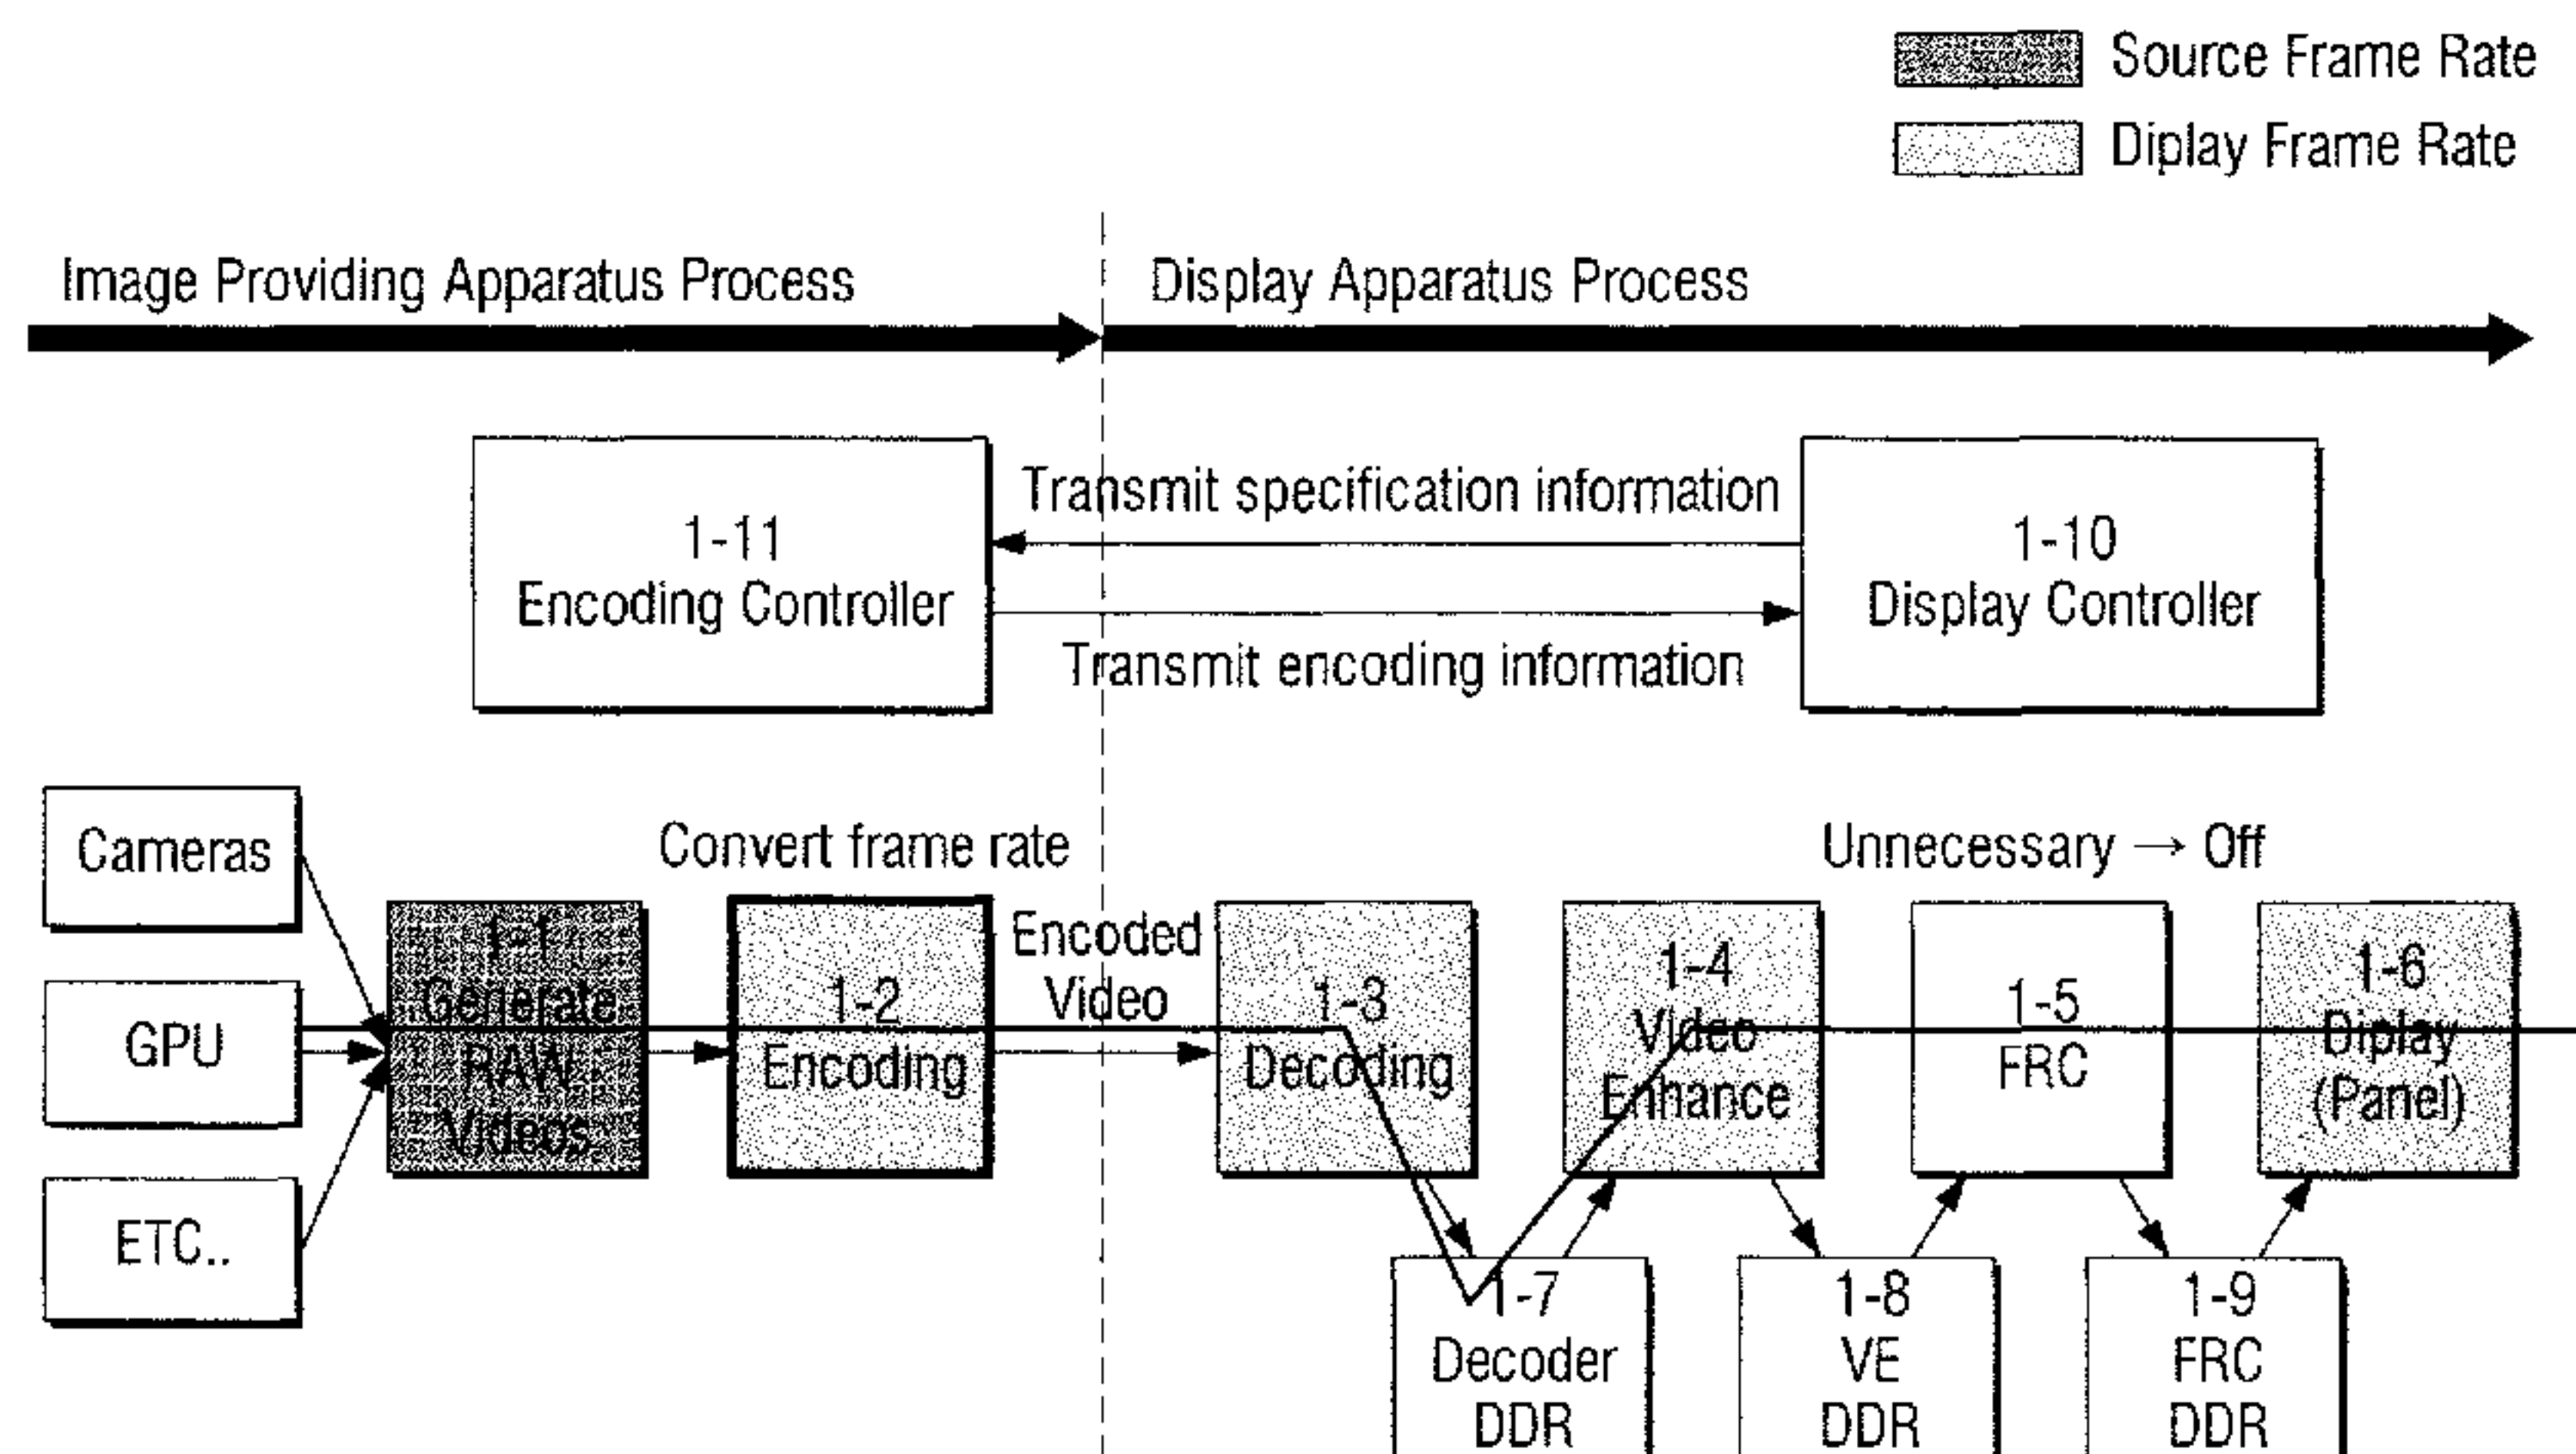 Source Frame Rate
Diplay Frame Rate
Image Providing Apparatus Process
Display Apparatus Process
1-11
Encoding Controller
Transmit specification information
Transmit encoding information
1-10
Display Controller
Cameras
GPU
ETC..
1-1
Generate
RAW
Videos
Convert frame rate
1-2
Encoding
Encoded
Video
1-3
Decoding
1-4
Video
Enhance
Unnecessary → Off
1-5
FRC
1-6
Diplay
(Panel)
1-7
Decoder
DDR
1-8
VE
DDR
1-9
FRC
DDR